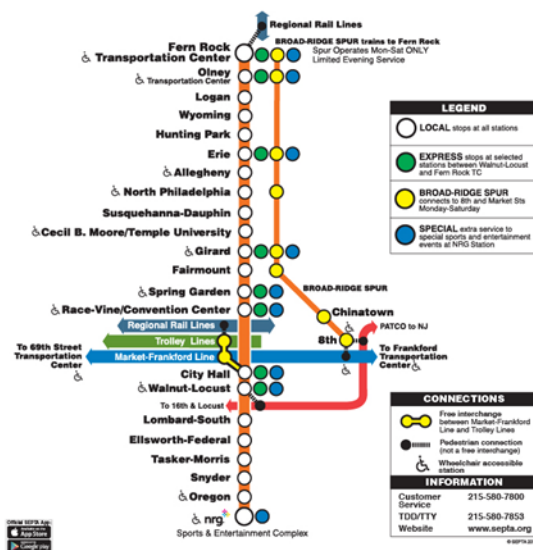 Regional Rail Lines
BROAD-RIDGE SPUR trains to Fern Rock
Spur Operates Mon-Sat ONLY
Limited Evening Service
Fern Rock
Transportation Center
Olney
Transportation Center
Logan
Wyoming
Hunting Park
Erie
Allegheny
North Philadelphia
Susquehanna-Dauphin
Cecil B. Moore/Temple University
Girard
Fairmount
Spring Garden
Race-Vine/Convention Center
BROAD-RIDGE SPUR
Chinatown
8th
PATCO to NJ
Regional Rail Lines
Trolley Lines
Market-Frankford Line
To 69th Street
Transportation
Center
To Frankford
Transportation
Center
City Hall
Walnut-Locust
To 16th & Locust
Lombard-South
Ellsworth-Federal
Tasker-Morris
Snyder
Oregon
nrg
Sports & Entertainment Complex
LEGEND
LOCAL stops at all stations
EXPRESS stops at selected
stations between Walnut-Locust
and Fern Rock TC
BROAD-RIDGE SPUR
connects to 8th and Market Sts
Monday-Saturday
SPECIAL extra service to
special sports and entertainment
events at NRG Station
CONNECTIONS
Free interchange
between Market-Frankford
Line and Trolley Lines
Pedestrian connection
(not a free interchange)
Wheelchair accessible
station
INFORMATION
Customer
Service
215-580-7800
TDD/TTY
215-580-7853
Website
www.septa.org
Official SEPTA App:
App Store
Google play